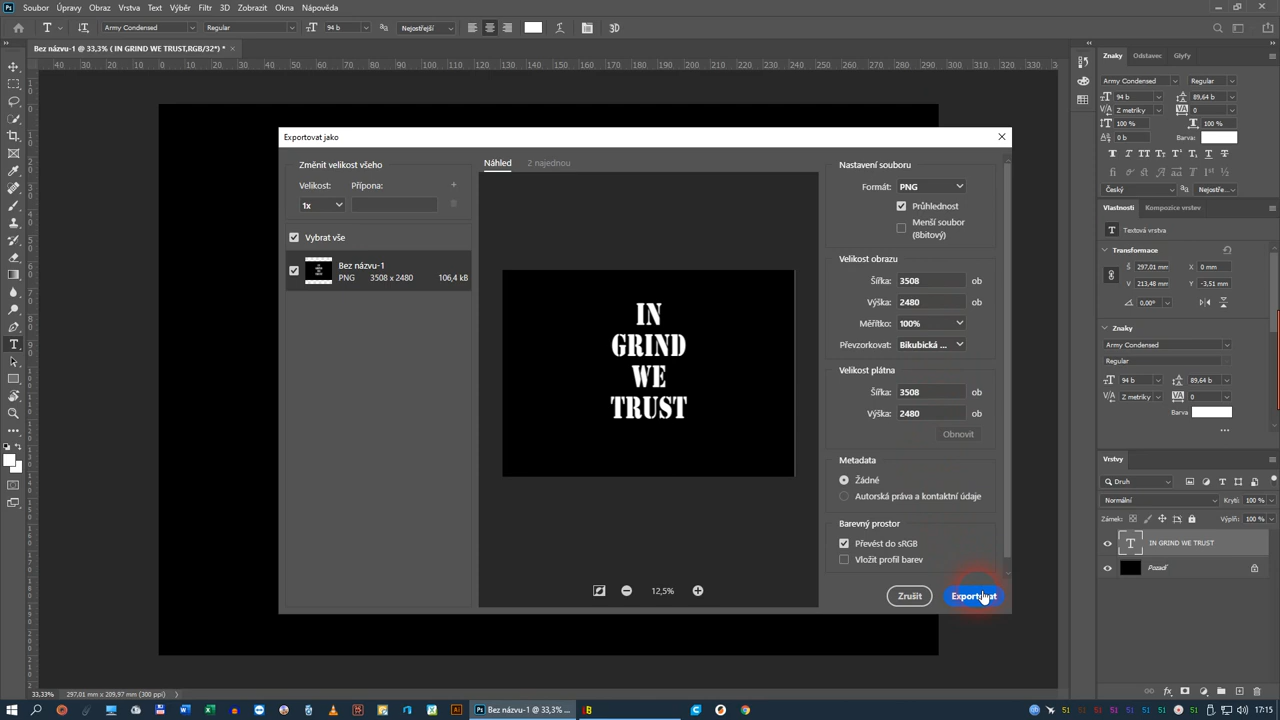 Ps Soubor Úpravy Obraz Vrstva Text Výběr Filtr 3D Zobrazit Okna Nápověda
T Army Condensed Regular 94 b Nejostřejší 3D
Bez názvu-1 @ 33,3% ( IN GRIND WE TRUST,RGB/32*) *
Exportovat jako
Změnit velikost všeho
Velikost: Přípona:
1x
Vybrat vše
Bez názvu-1
PNG 3508 x 2480 106,4 kB
Náhled 2 najednou
IN
GRIND
WE
TRUST
12,5%
Nastavení souboru
Formát: PNG
Průhlednost
Menší soubor
(8bitový)
Velikost obrazu
Šířka: 3508 ob
Výška: 2480 ob
Měřítko: 100%
Převzorkovat: Bikubická ...
Velikost plátna
Šířka: 3508 ob
Výška: 2480 ob
Obnovit
Metadata
Žádné
Autorská práva a kontaktní údaje
Barevný prostor
Převést do sRGB
Vložit profil barev
Zrušit Exportovat
Znaky Odstavec Glyfy
Army Condensed Regular
94 b 89,64 b
Z metriky 0
100 % 100 %
0 b Barva:
Český Nejostře...
Vlastnosti Kompozice vrstev
Textová vrstva
Transformace
Š 297,01 mm X 0 mm
V 213,48 mm Y -3,51 mm
0,00°
Znaky
Army Condensed
Regular
94 b 89,64 b
Z metriky 0
Barva
Vrstvy
Druh
Normální Krytí: 100 %
Zámek: Výplň: 100 %
IN GRIND WE TRUST
Pozadí
33,33% 297,01 mm x 209,97 mm (300 ppi)
Bez názvu-1 @ 33,3% ...
17:15